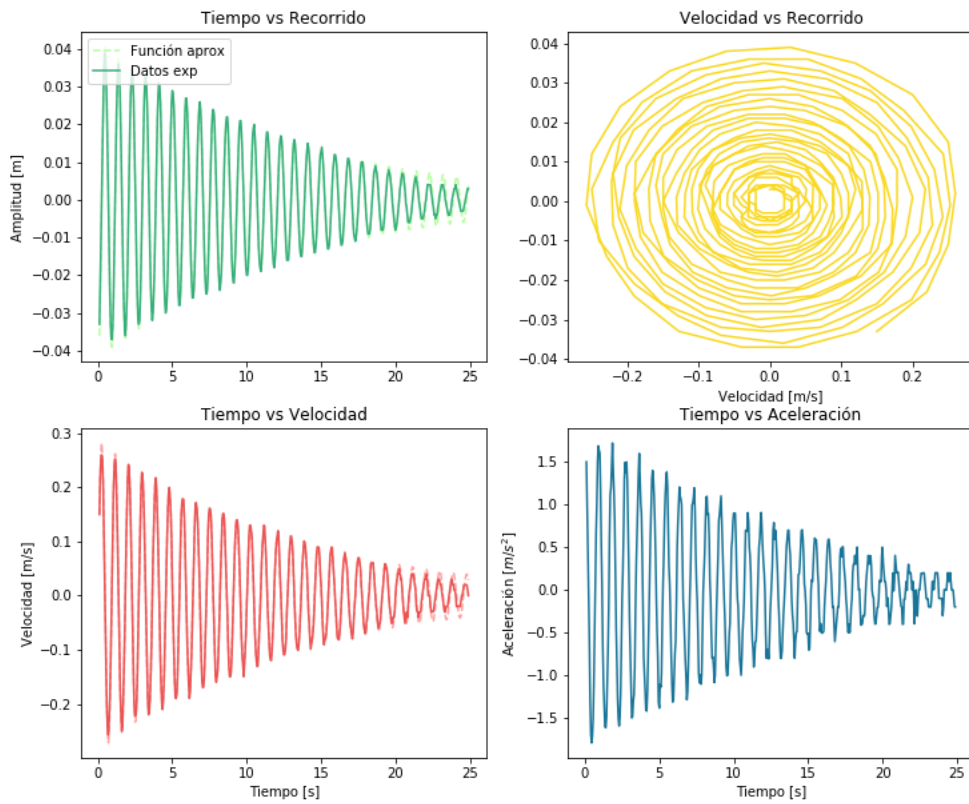 Tiempo vs Recorrido
Función aprox
Datos exp
Amplitud [m]
0.04
0.03
0.02
0.01
0.00
−0.01
−0.02
−0.03
−0.04
0 5 10 15 20 25
Velocidad vs Recorrido
0.04
0.03
0.02
0.01
0.00
−0.01
−0.02
−0.03
−0.04
−0.2 −0.1 0.0 0.1 0.2
Velocidad [m/s]
Tiempo vs Velocidad
Velocidad [m/s]
0.3
0.2
0.1
0.0
−0.1
−0.2
0 5 10 15 20 25
Tiempo [s]
Tiempo vs Aceleración
Aceleración [m/s²]
1.5
1.0
0.5
0.0
−0.5
−1.0
−1.5
0 5 10 15 20 25
Tiempo [s]